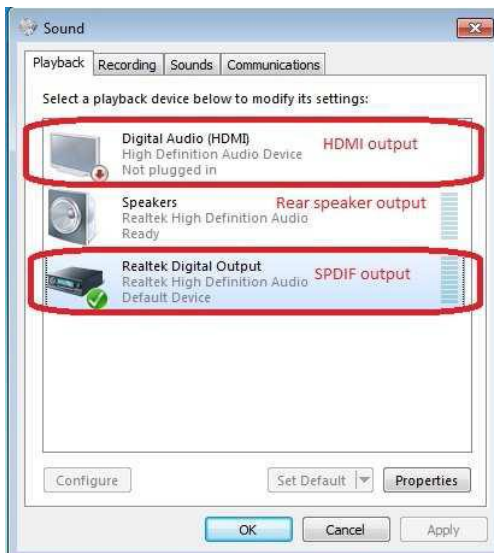 Sound
Playback Recording Sounds Communications
Select a playback device below to modify its settings:
Digital Audio (HDMI)
High Definition Audio Device
Not plugged in
HDMI output
Speakers
Realtek High Definition Audio
Ready
Rear speaker output
Realtek Digital Output
Realtek High Definition Audio
Default Device
SPDIF output
Configure Set Default Properties
OK Cancel Apply